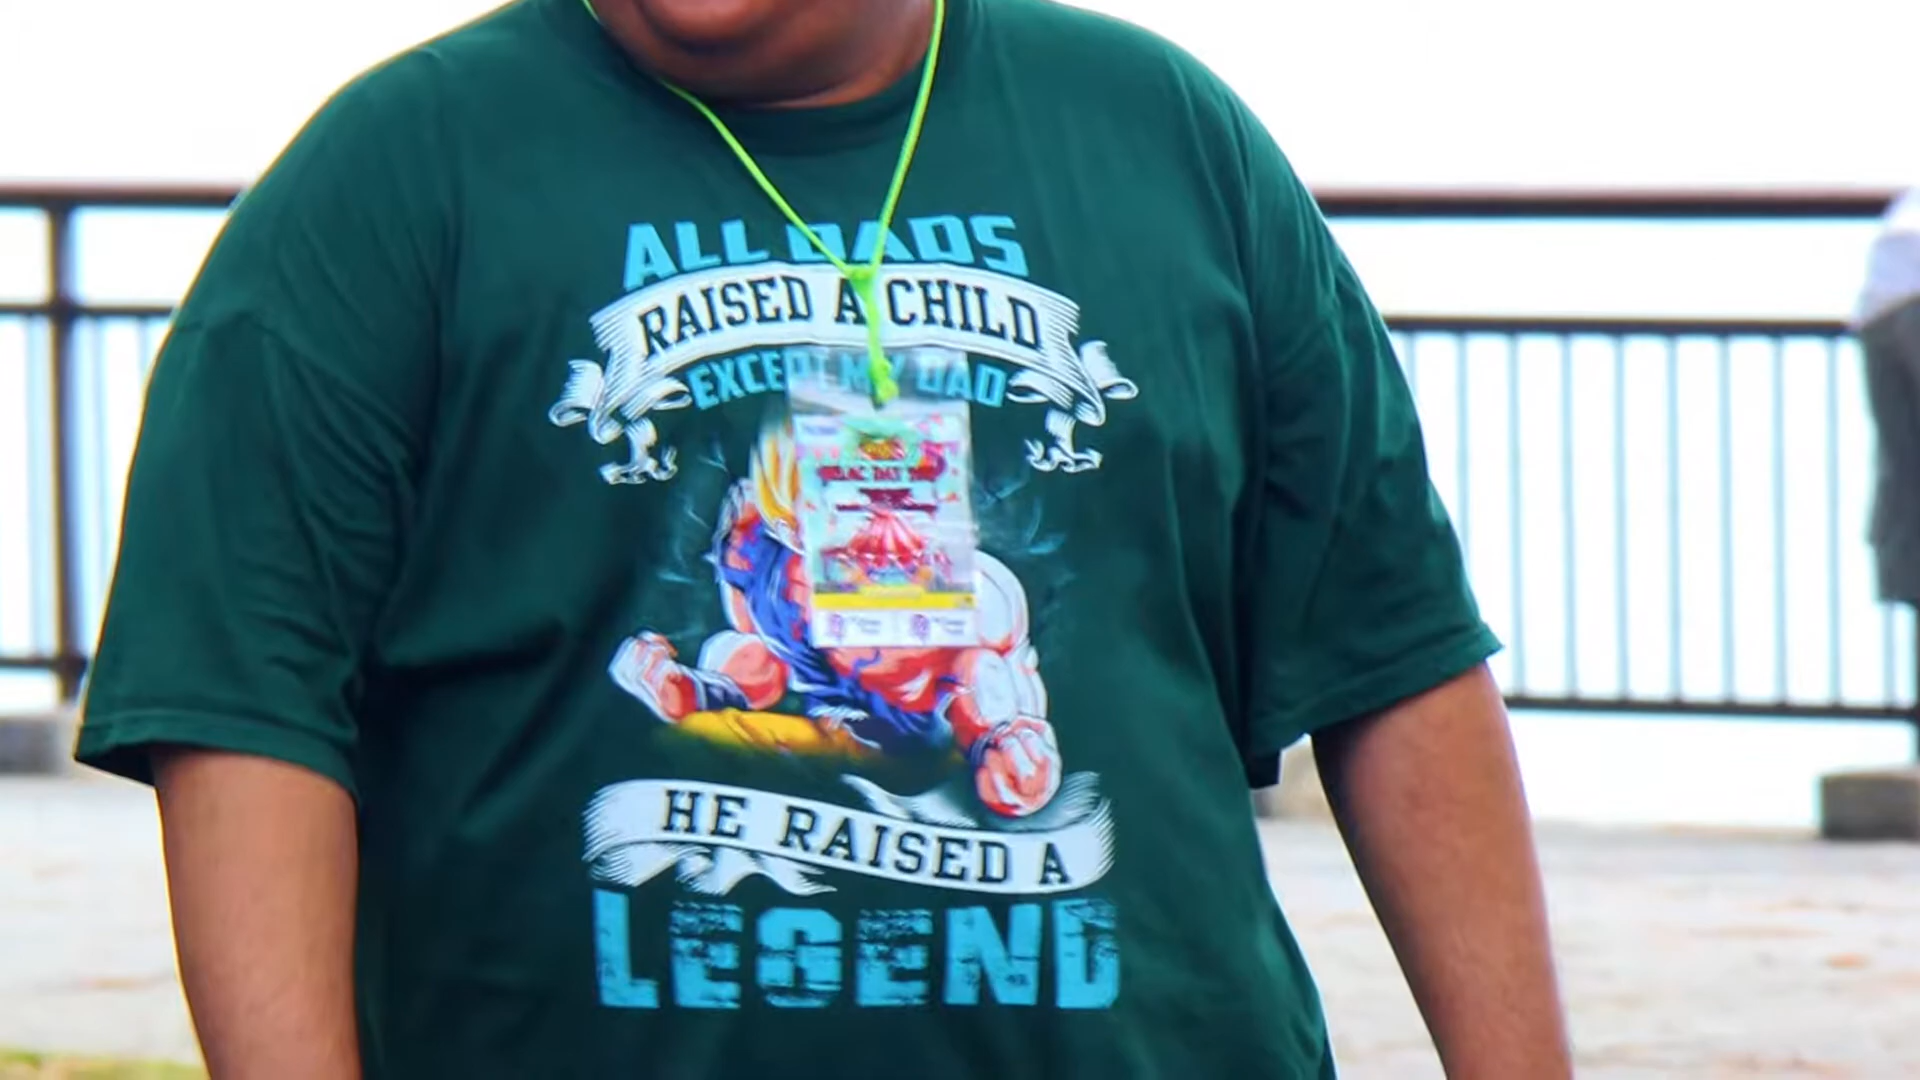 ALL DADS
RAISED A CHILD
EXCEPT MY DAD
HE RAISED A
LEGEND